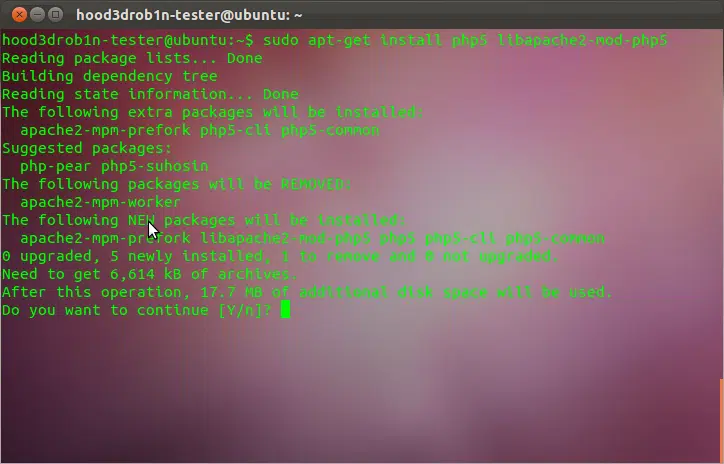 hood3drob1n-tester@ubuntu: ~
hood3drob1n-tester@ubuntu:~$ sudo apt-get install php5 libapache2-mod-php5
Reading package lists... Done
Building dependency tree
Reading state information... Done
The following extra packages will be installed:
apache2-mpm-prefork php5-cli php5-common
Suggested packages:
php-pear php5-suhosin
The following packages will be REMOVED:
apache2-mpm-worker
The following NEW packages will be installed:
apache2-mpm-prefork libapache2-mod-php5 php5 php5-cli php5-common
0 upgraded, 5 newly installed, 1 to remove and 0 not upgraded.
Need to get 6,614 kB of archives.
After this operation, 17.7 MB of additional disk space will be used.
Do you want to continue [Y/n]?